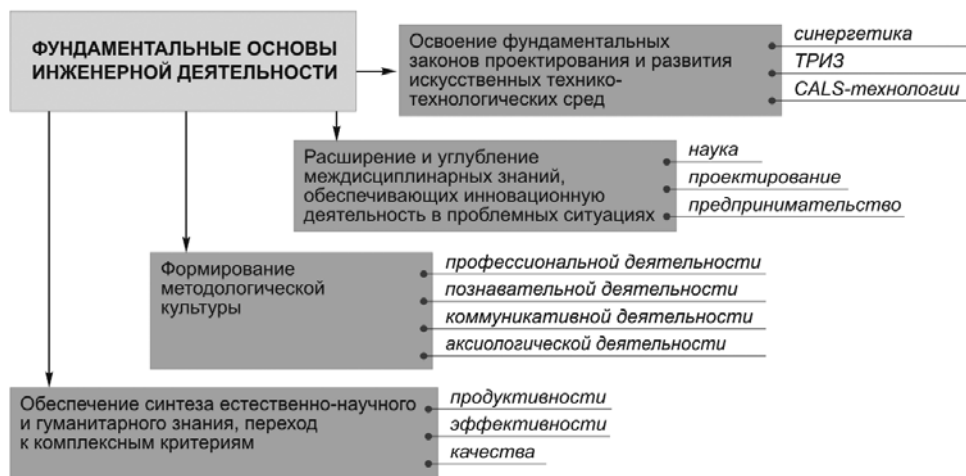 ФУНДАМЕНТАЛЬНЫЕ ОСНОВЫ
ИНЖЕНЕРНОЙ ДЕЯТЕЛЬНОСТИ
Освоение фундаментальных
законов проектирования и развития
искусственных технико-
технологических сред
синергетика
ТРИЗ
CALS-технологии
Расширение и углубление
междисциплинарных знаний,
обеспечивающих инновационную
деятельность в проблемных ситуациях
наука
проектирование
предпринимательство
Формирование
методологической
культуры
профессиональной деятельности
познавательной деятельности
коммуникативной деятельности
аксиологической деятельности
Обеспечение синтеза естественно-научного
и гуманитарного знания, переход
к комплексным критериям
продуктивности
эффективности
качества